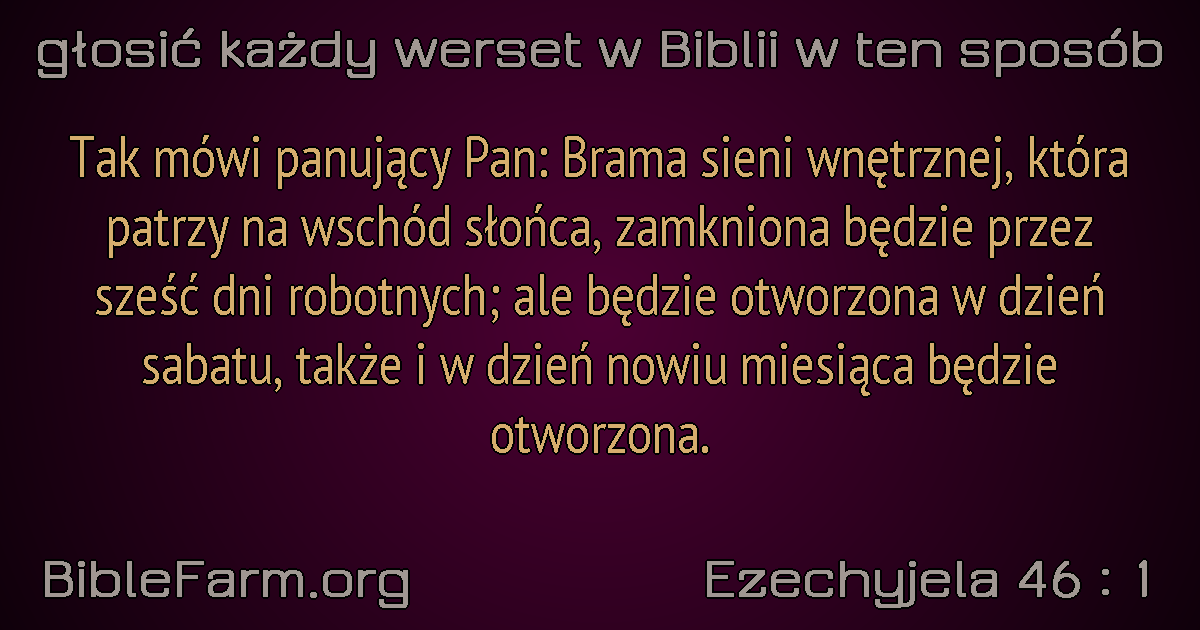 głosić każdy werset w Biblii w ten sposób
Tak mówi panujący Pan: Brama sieni wnętrznej, która
patrzy na wschód słońca, zamkniona będzie przez
sześć dni robotnych; ale będzie otworzona w dzień
sabatu, także i w dzień nowiu miesiąca będzie
otworzona.
BibleFarm.org
Ezechyjela 46 : 1